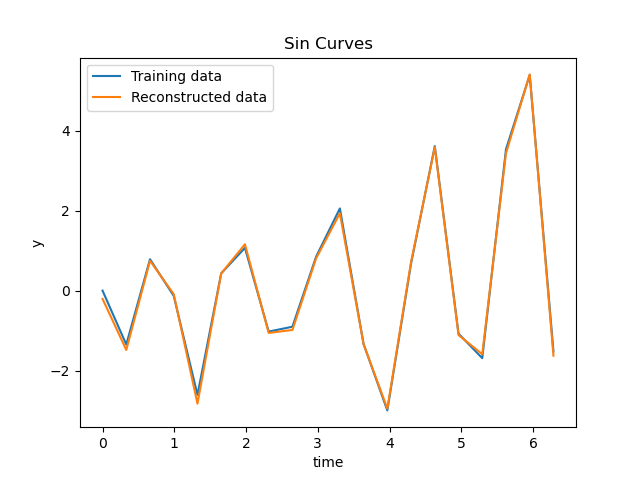 Sin Curves
Training data
Reconstructed data
4
2
0
−2
y
0 1 2 3 4 5 6
time